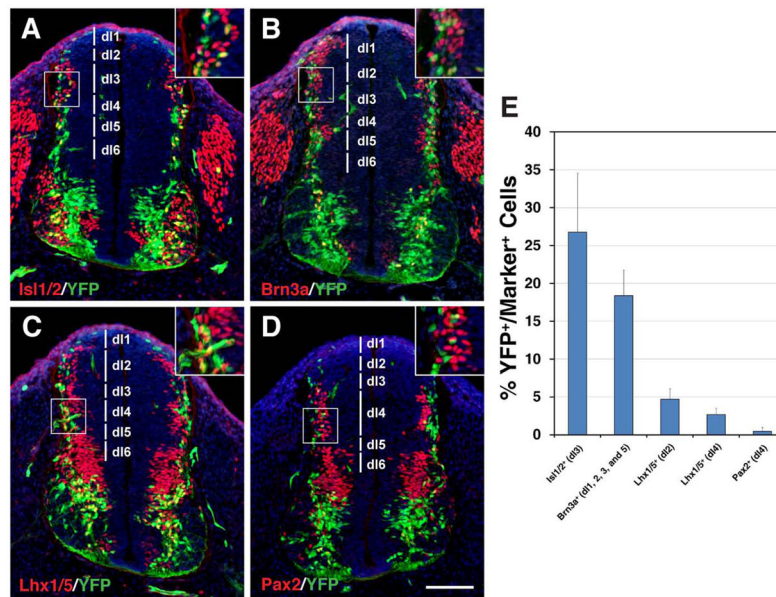 A
dI1
dI2
dI3
dI4
dI5
dI6
Isl1/2/YFP
B
dI1
dI2
dI3
dI4
dI5
dI6
Brn3a/YFP
C
dI1
dI2
dI3
dI4
dI5
dI6
Lhx1/5/YFP
D
dI1
dI2
dI3
dI4
dI5
dI6
Pax2/YFP
E
% YFP⁺/Marker⁺ Cells
40
35
30
25
20
15
10
5
0
Isl1/2⁺ (dI3)
Brn3a⁺ (dI1, 2, 3, and 5)
Lhx1/5⁺ (dI2)
Lhx1/5⁺ (dI4)
Pax2⁺ (dI4)